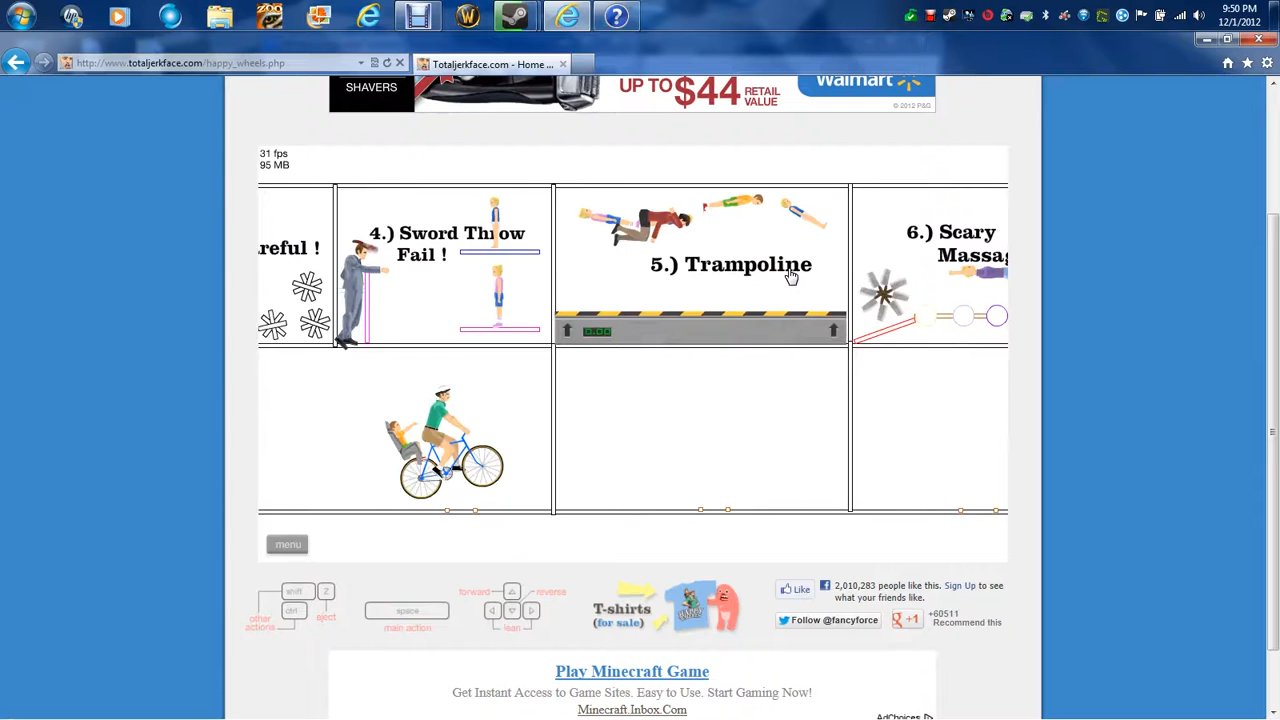 9:50 PM
12/1/2012
http://www.totaljerkface.com/happy_wheels.php
Totaljerkface.com - Home ...
SHAVERS
UP TO $44 RETAIL VALUE
Walmart
© 2012 P&G
31 fps
95 MB
reful !
4.) Sword Throw
Fail !
5.) Trampoline
6.) Scary
Massag
0.00
menu
shift
Z
ctrl
eject
other
actions
space
main action
forward
reverse
lean
T-shirts
(for sale)
Like
2,010,283 people like this. Sign Up to see
what your friends like.
Follow @fancyforce
+1
+60511
Recommend this
Play Minecraft Game
Get Instant Access to Game Sites. Easy to Use. Start Gaming Now!
Minecraft.Inbox.Com
AdChoices